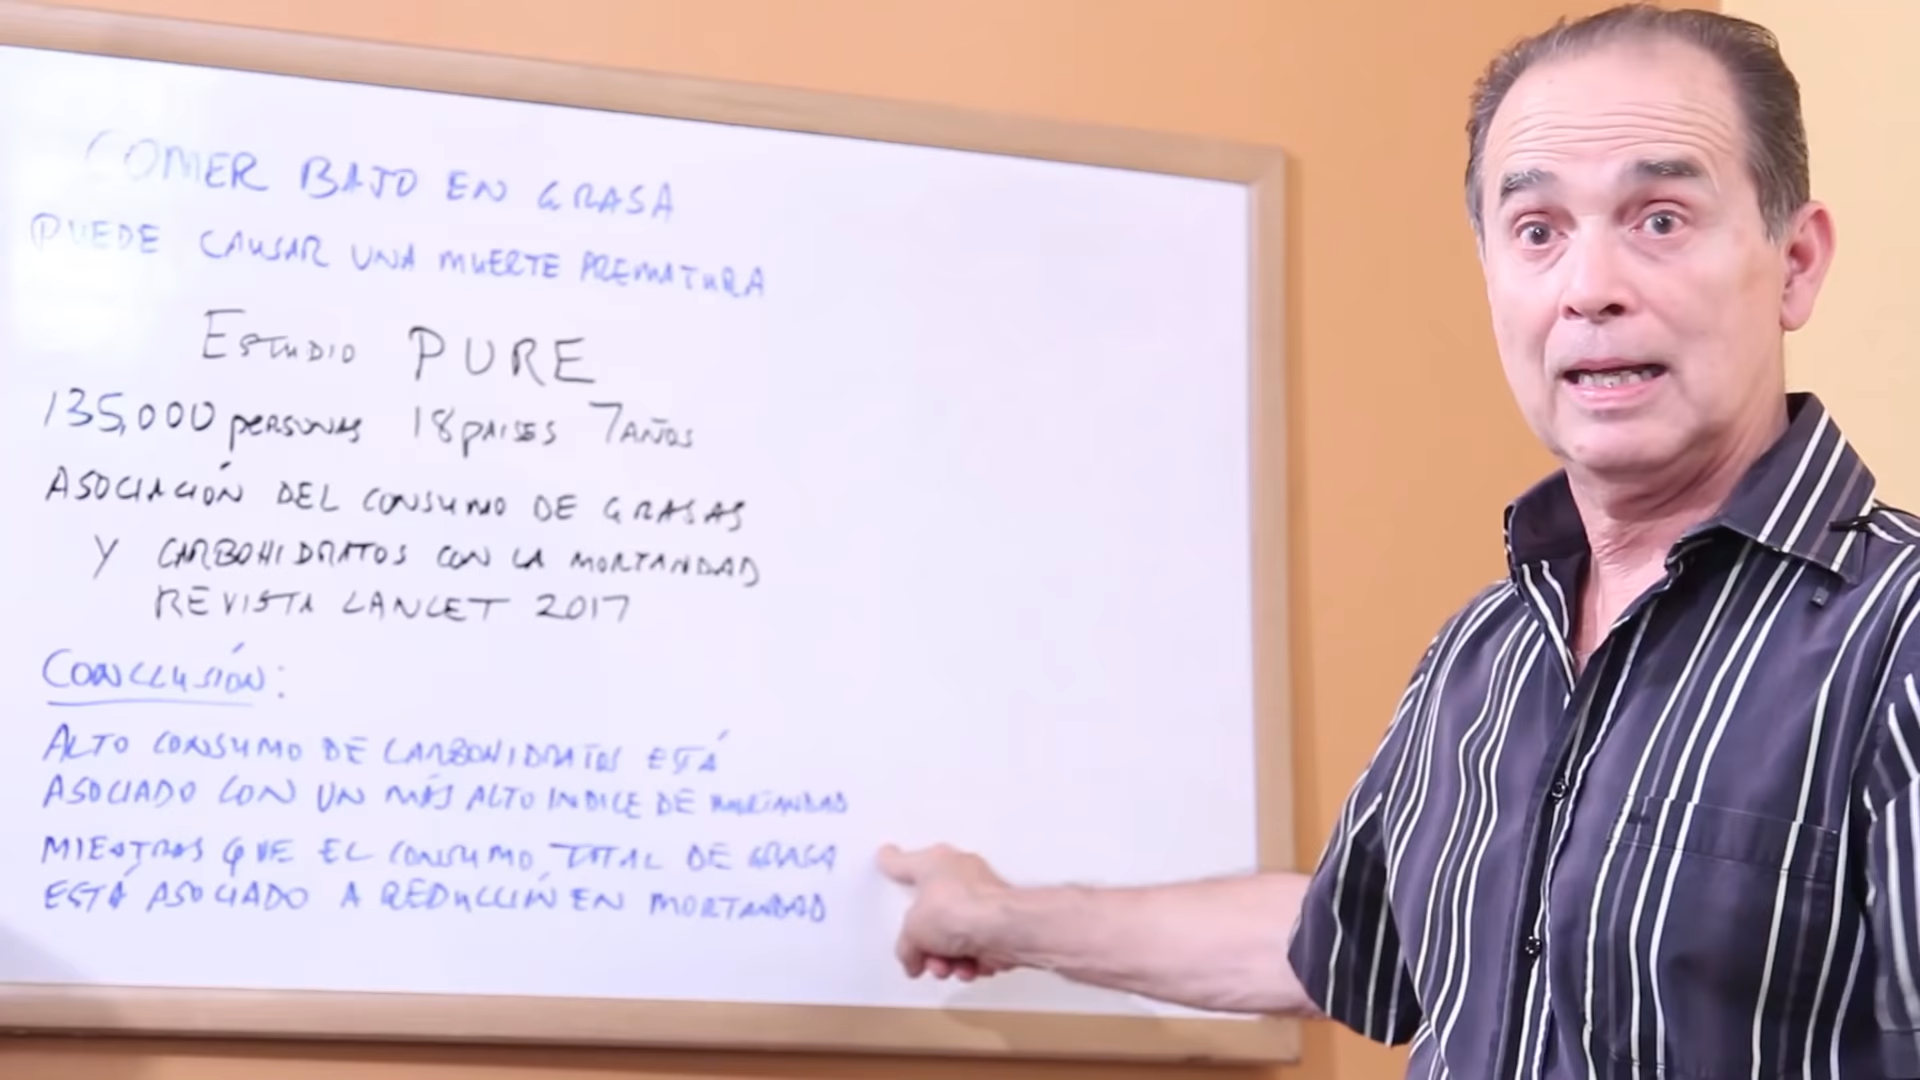 COMER BAJO EN GRASA
PUEDE CAUSAR UNA MUERTE PREMATURA
ESTUDIO PURE
135,000 personas 18 países 7 AÑOS
ASOCIACIÓN DEL CONSUMO DE GRASAS
Y CARBOHIDRATOS CON LA MORTANDAD
REVISTA LANCET 2017
CONCLUSIÓN:
ALTO CONSUMO DE CARBOHIDRATOS ESTÁ
ASOCIADO CON UN MÁS ALTO INDICE DE MORTANDAD
MIENTRAS QUE EL CONSUMO TOTAL DE GRASA
ESTÁ ASOCIADO A REDUCCIÓN EN MORTANDAD